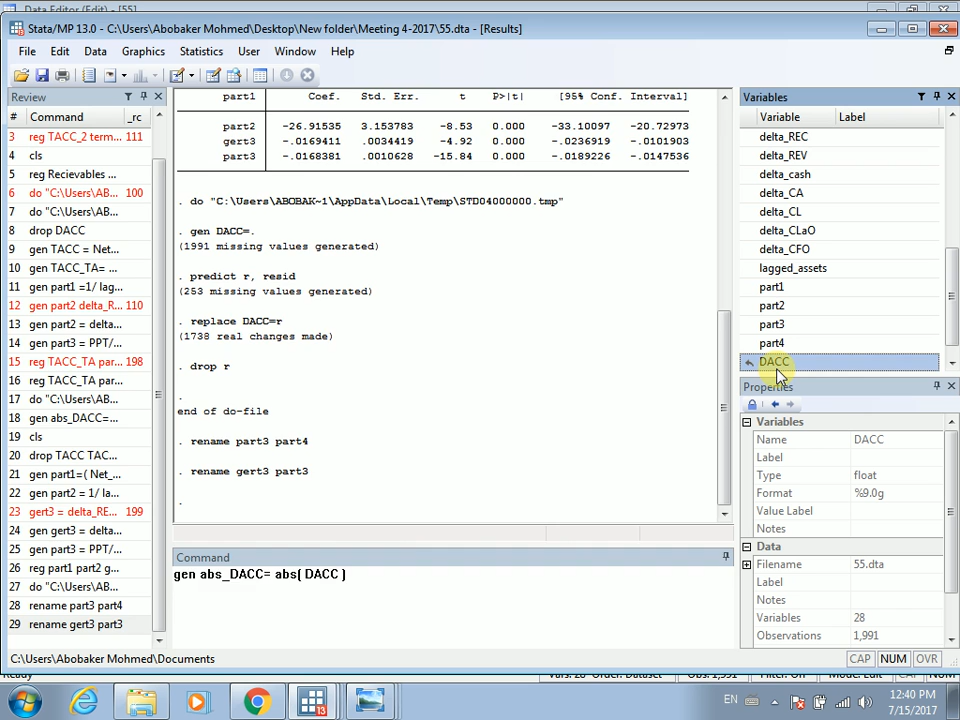 Data Editor (Edit) - [55]
Stata/MP 13.0 - C:\Users\Abobaker Mohmed\Desktop\New folder\Meeting 4-2017\55.dta - [Results]
File Edit Data Graphics Statistics User Window Help
Review
# Command _rc
3 reg TACC_2 term... 111
4 cls
5 reg Recievables ...
6 do "C:\Users\AB... 100
7 do "C:\Users\AB...
8 drop DACC
9 gen TACC = Net...
10 gen TACC_TA= ...
11 gen part1 =1/ lag...
12 gen part2 delta_R... 110
13 gen part2 = delta...
14 gen part3 = PPT/...
15 reg TACC_TA par... 198
16 reg TACC_TA par...
17 do "C:\Users\AB...
18 gen abs_DACC=...
19 cls
20 drop TACC TAC...
21 gen part1=( Net_...
22 gen part2 = 1/ la...
23 gert3 = delta_RE... 199
24 gen gert3 = delta...
25 gen part3 = PPT/...
26 reg part1 part2 g...
27 do "C:\Users\AB...
28 rename part3 part4
29 rename gert3 part3
part1 Coef. Std. Err. t P>|t| [95% Conf. Interval]
part2 -26.91535 3.153783 -8.53 0.000 -33.10097 -20.72973
gert3 -.0169411 .0034419 -4.92 0.000 -.0236919 -.0101903
part3 -.0168381 .0010628 -15.84 0.000 -.0189226 -.0147536
. do "C:\Users\ABOBAK~1\AppData\Local\Temp\STD04000000.tmp"
. gen DACC=.
(1991 missing values generated)
. predict r, resid
(253 missing values generated)
. replace DACC=r
(1738 real changes made)
. drop r
.
end of do-file
. rename part3 part4
. rename gert3 part3
.
Command
gen abs_DACC= abs( DACC )
Variables
Variable Label
delta_REC
delta_REV
delta_cash
delta_CA
delta_CL
delta_CLaO
delta_CFO
lagged_assets
part1
part2
part3
part4
DACC
Properties
Variables
Name DACC
Label
Type float
Format %9.0g
Value Label
Notes
Data
Filename 55.dta
Label
Notes
Variables 28
Observations 1,991
C:\Users\Abobaker Mohmed\Documents
CAP NUM OVR
EN
12:40 PM
7/15/2017